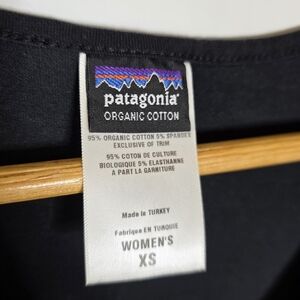 patagonia®
ORGANIC COTTON
95% ORGANIC COTTON 5% SPANDEX
EXCLUSIVE OF TRIM
95% COTON DE CULTURE
BIOLOGIQUE 5% ELASTHANNE
A PART LA GARNITURE
Made in TURKEY
Fabriqué EN TURQUIE
WOMEN'S
XS